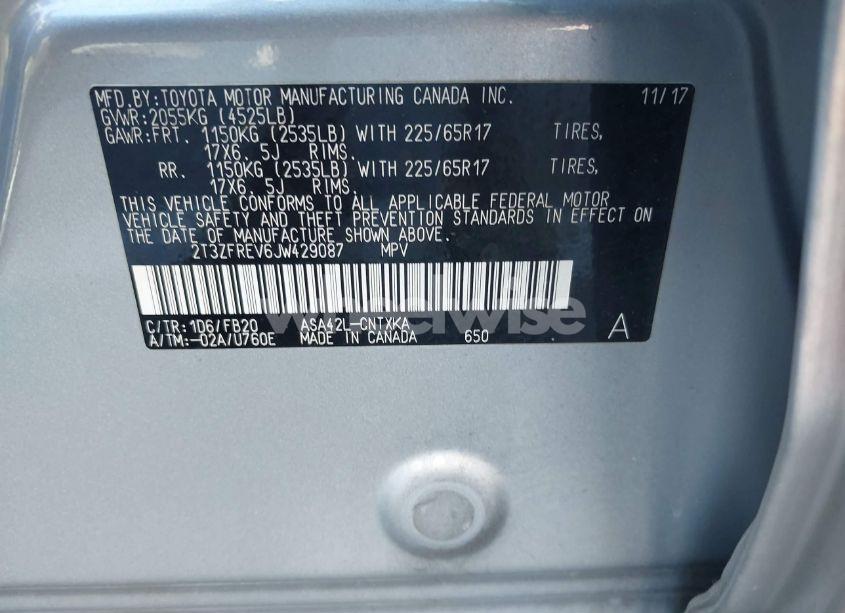 MFD.BY:TOYOTA MOTOR MANUFACTURING CANADA INC. 11/17
GVWR:2055KG (4525LB)
GAWR:FRT. 1150KG (2535LB) WITH 225/65R17 TIRES,
17X6. 5J RIMS.
RR. 1150KG (2535LB) WITH 225/65R17 TIRES,
17X6. 5J RIMS.
THIS VEHICLE CONFORMS TO ALL APPLICABLE FEDERAL MOTOR
VEHICLE SAFETY AND THEFT PREVENTION STANDARDS IN EFFECT ON
THE DATE OF MANUFACTURE SHOWN ABOVE.
2T3ZFREV6JW429087 MPV
wheelwise
C/TR:1D6/FB20 ASA42L-CNTXKA
A/TM:-02A/U760E MADE IN CANADA 650 A